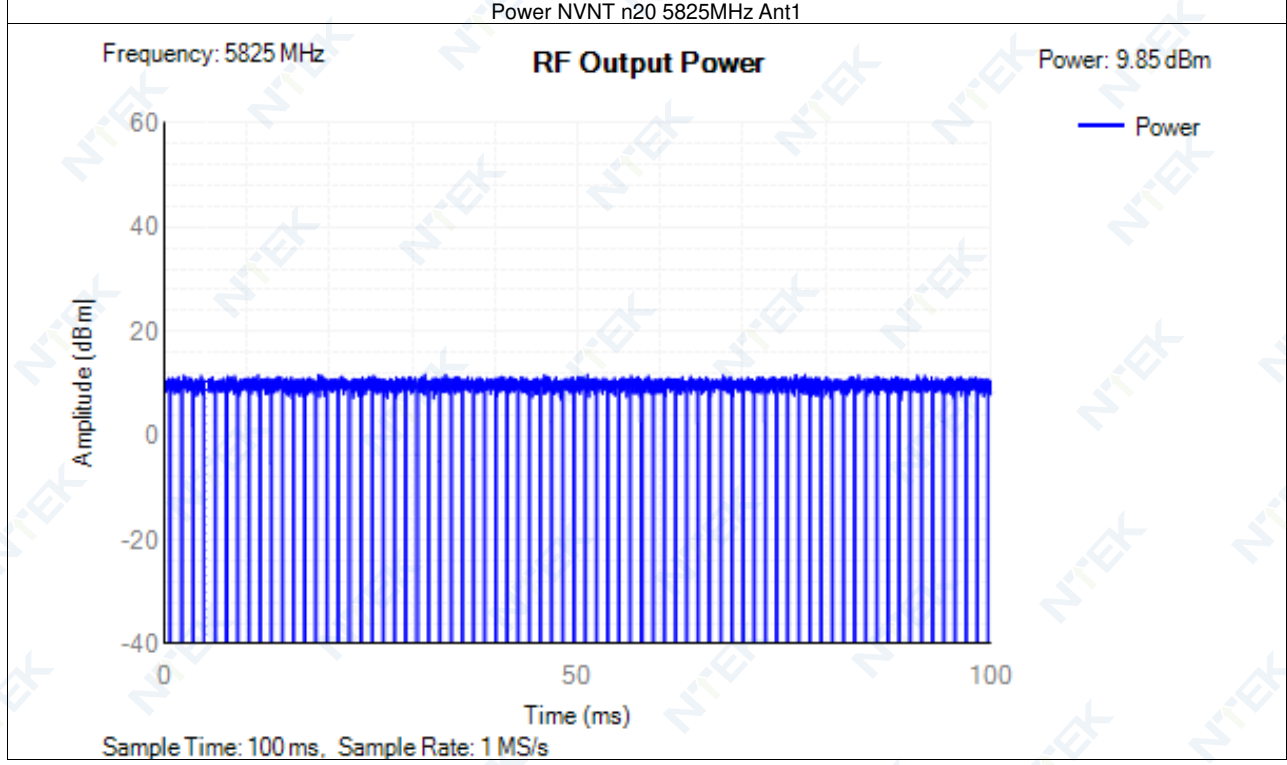 Power NVNT n20 5825MHz Ant1
Frequency: 5825 MHz
RF Output Power
Power: 9.85 dBm
Power
60
40
20
0
-20
-40
Amplitude (dBm)
0
50
100
Time (ms)
Sample Time: 100 ms, Sample Rate: 1 MS/s
NTEK